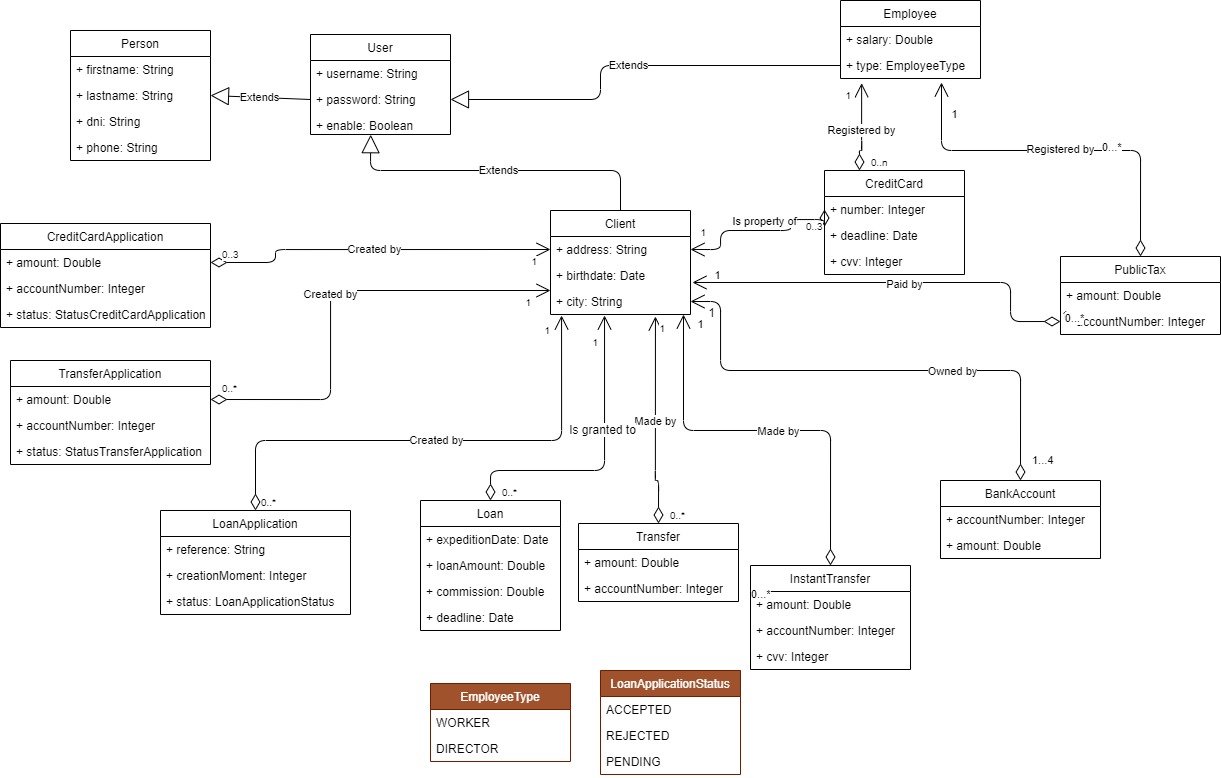 Employee
+ salary: Double
+ type: EmployeeType
Person
+ firstname: String
+ lastname: String
+ dni: String
+ phone: String
User
+ username: String
+ password: String
+ enable: Boolean
Extends
Extends
Extends
1
1
Registered by
0..n
Registered by
0...*
CreditCard
+ number: Integer
+ deadline: Date
+ cvv: Integer
Client
+ address: String
+ birthdate: Date
+ city: String
1
Is property of
0..3
CreditCardApplication
+ amount: Double
+ accountNumber: Integer
+ status: StatusCreditCardApplication
0..3
Created by
1
PublicTax
+ amount: Double
accountNumber: Integer
1
Paid by
0...*
Created by
1
TransferApplication
+ amount: Double
+ accountNumber: Integer
+ status: StatusTransferApplication
0..*
1
1
1
1
1
Owned by
1...4
Created by
Is granted to
Made by
Made by
0..*
0..*
0..*
LoanApplication
+ reference: String
+ creationMoment: Integer
+ status: LoanApplicationStatus
Loan
+ expeditionDate: Date
+ loanAmount: Double
+ commission: Double
+ deadline: Date
Transfer
+ amount: Double
+ accountNumber: Integer
BankAccount
+ accountNumber: Integer
+ amount: Double
InstantTransfer
0...*
+ amount: Double
+ accountNumber: Integer
+ cvv: Integer
EmployeeType
WORKER
DIRECTOR
LoanApplicationStatus
ACCEPTED
REJECTED
PENDING